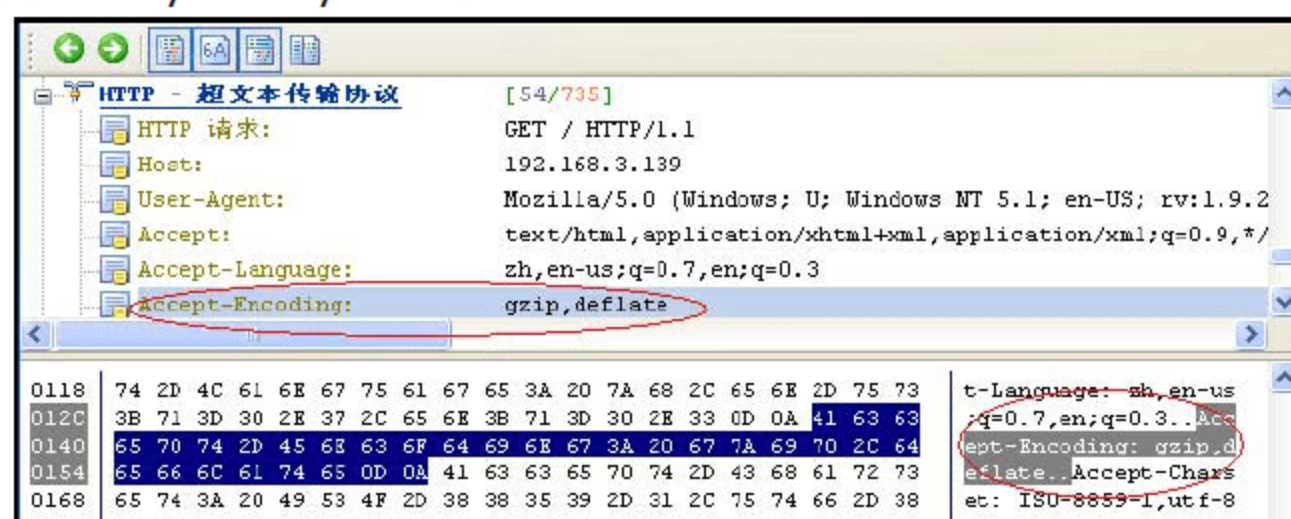 HTTP - 超文本传输协议 [54/735]
HTTP 请求: GET / HTTP/1.1
Host: 192.168.3.139
User-Agent: Mozilla/5.0 (Windows; U; Windows NT 5.1; en-US; rv:1.9.2
Accept: text/html,application/xhtml+xml,application/xml;q=0.9,*/
Accept-Language: zh,en-us;q=0.7,en;q=0.3
Accept-Encoding: gzip,deflate
0118 74 2D 4C 61 6E 67 75 61 67 65 3A 20 7A 68 2C 65 6E 2D 75 73 t-Language: zh,en-us
012C 3B 71 3D 30 2E 37 2C 65 6E 3B 71 3D 30 2E 33 0D 0A 41 63 63 ;q=0.7,en;q=0.3..Acc
0140 65 70 74 2D 45 6E 63 6F 64 69 6E 67 3A 20 67 7A 69 70 2C 64 ept-Encoding: gzip,d
0154 65 66 6C 61 74 65 0D 0A 41 63 63 65 70 74 2D 43 68 61 72 73 eflate..Accept-Chars
0168 65 74 3A 20 49 53 4F 2D 38 38 35 39 2D 31 2C 75 74 66 2D 38 et: ISO-8859-1,utf-8